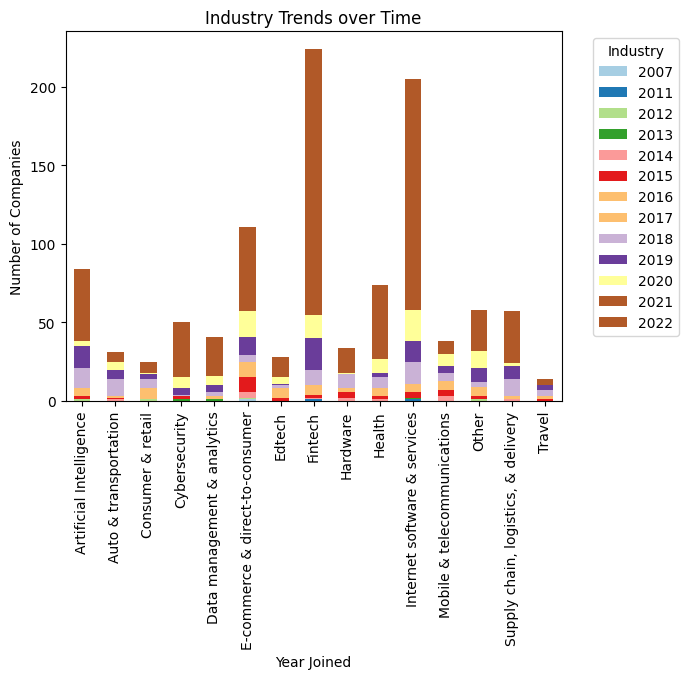 Industry Trends over Time
Number of Companies
200
150
100
50
0
Artificial Intelligence
Auto & transportation
Consumer & retail
Cybersecurity
Data management & analytics
E-commerce & direct-to-consumer
Edtech
Fintech
Hardware
Health
Internet software & services
Mobile & telecommunications
Other
Supply chain, logistics, & delivery
Travel
Year Joined
Industry
2007
2011
2012
2013
2014
2015
2016
2017
2018
2019
2020
2021
2022